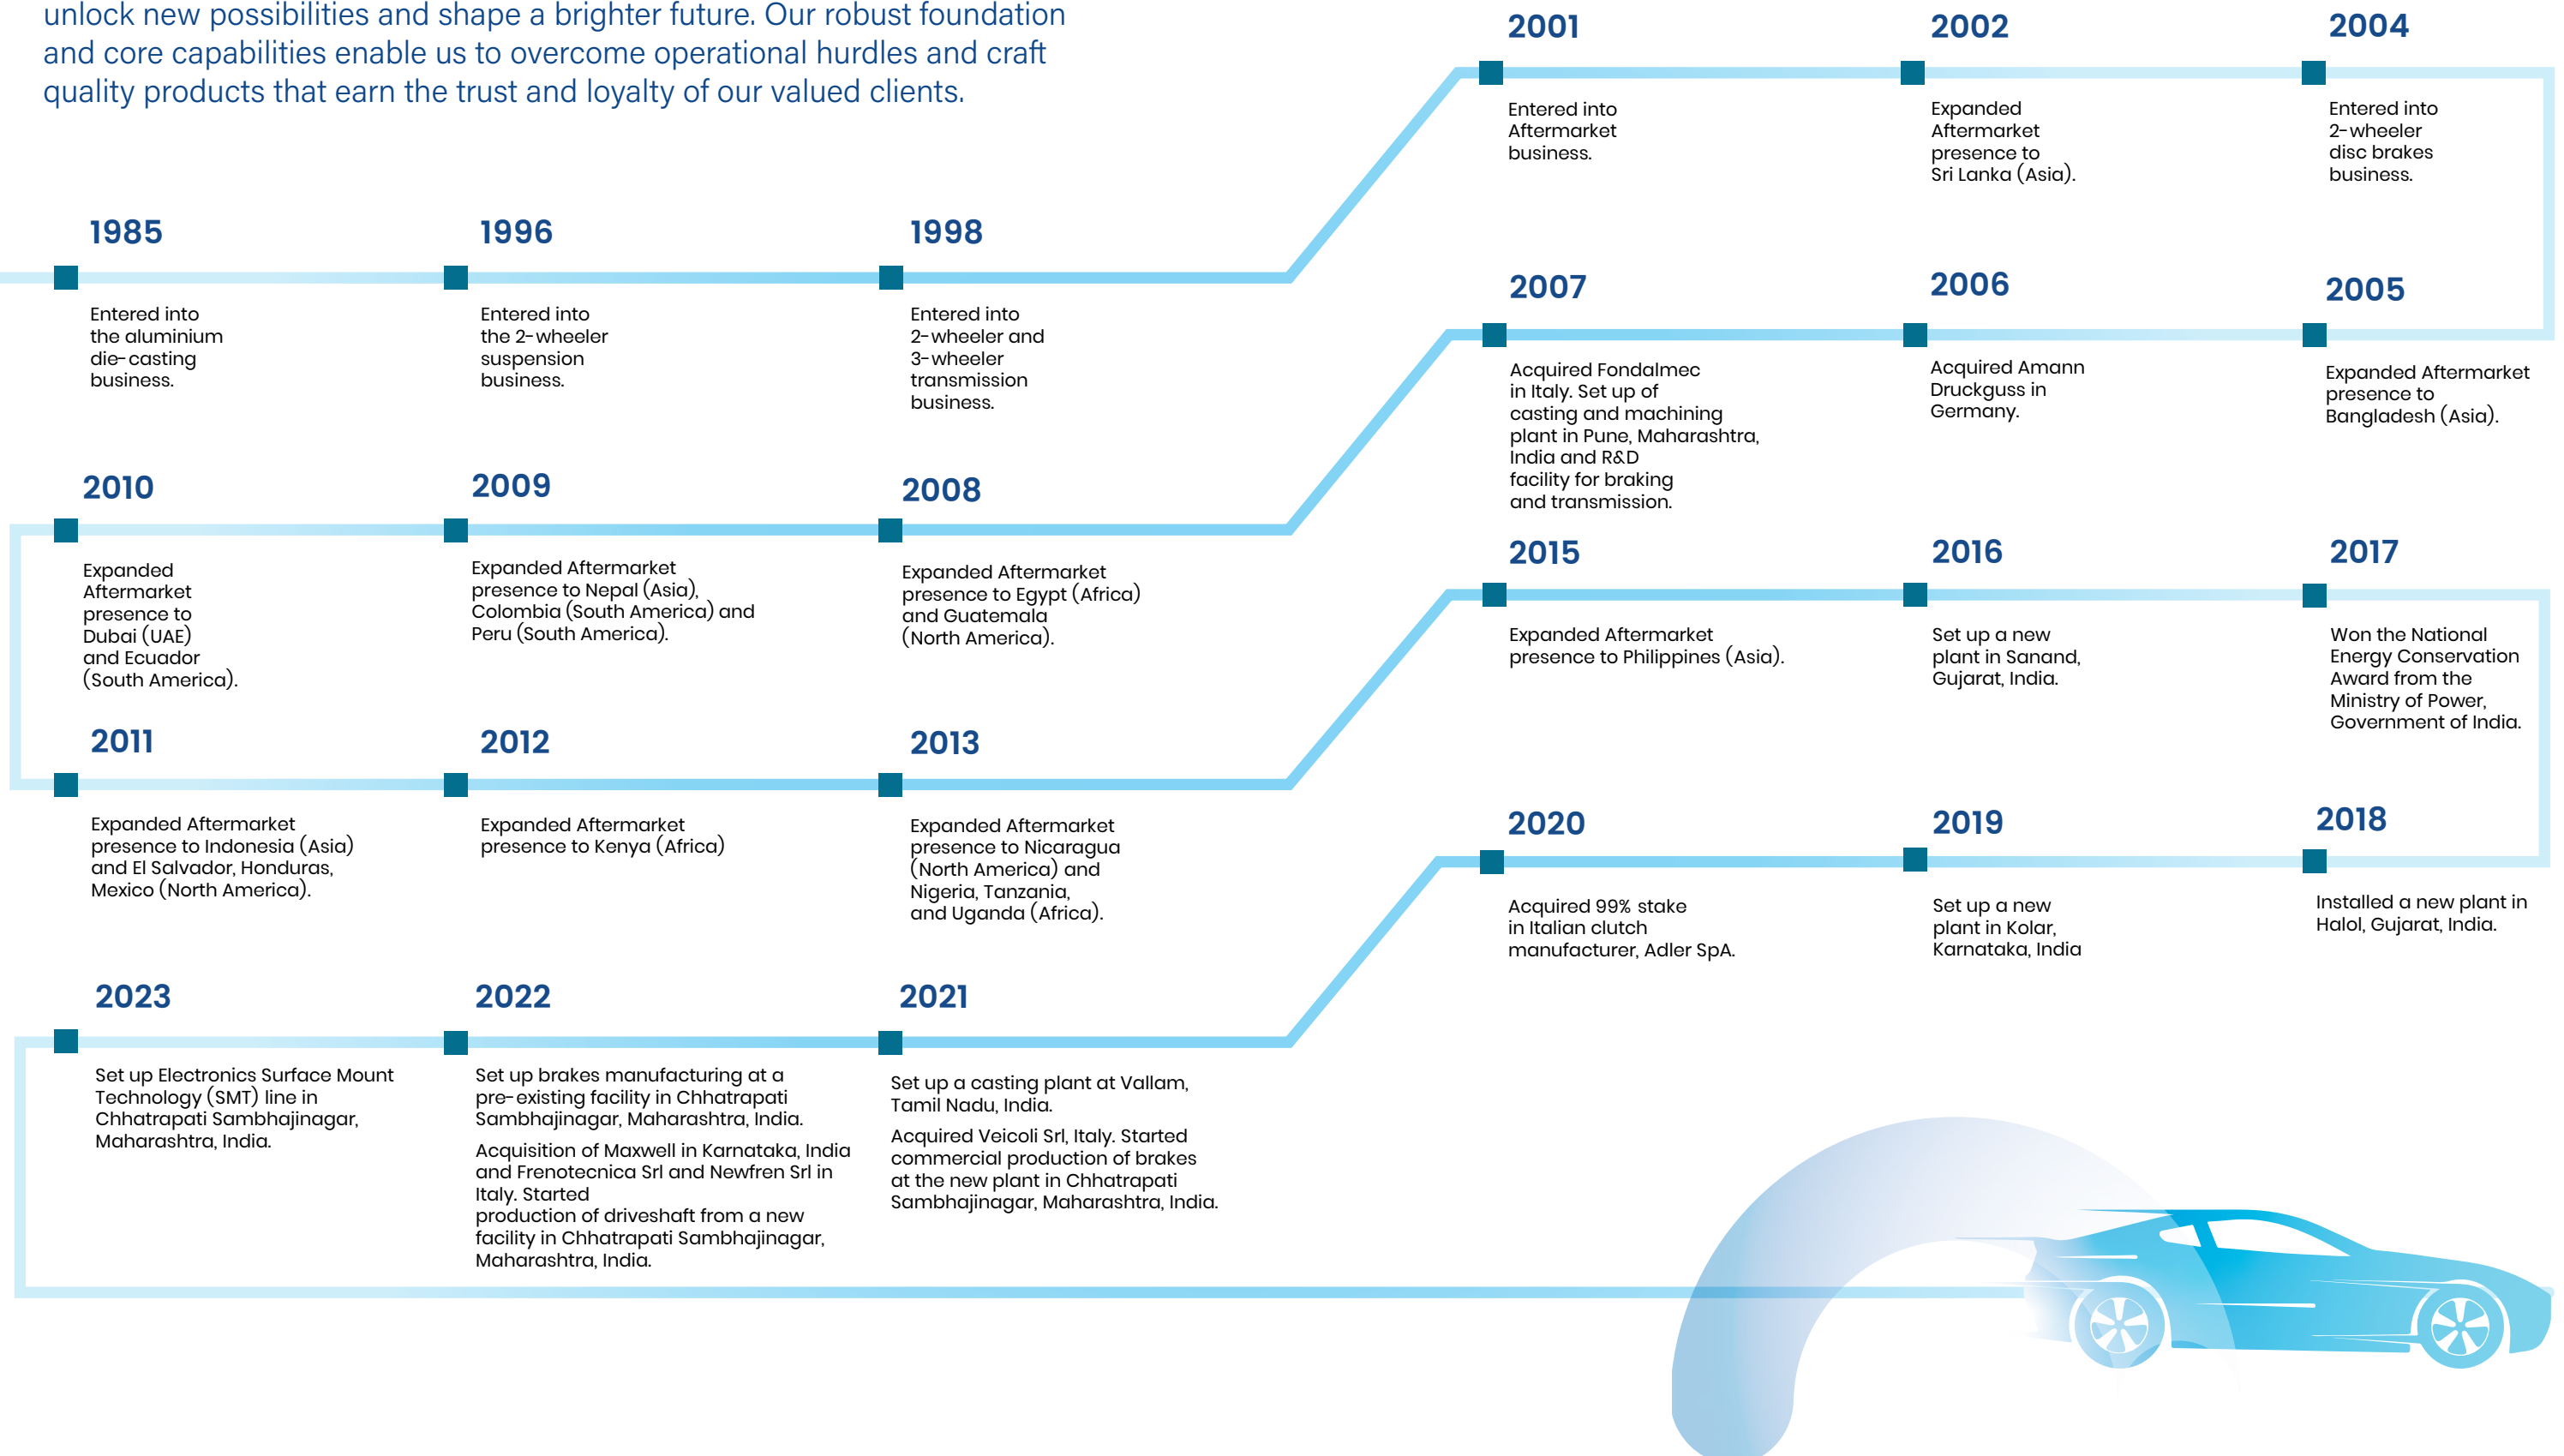 unlock new possibilities and shape a brighter future. Our robust foundation
and core capabilities enable us to overcome operational hurdles and craft
quality products that earn the trust and loyalty of our valued clients.
1985
Entered into
the aluminium
die-casting
business.
1996
Entered into
the 2-wheeler
suspension
business.
1998
Entered into
2-wheeler and
3-wheeler
transmission
business.
2001
Entered into
Aftermarket
business.
2002
Expanded
Aftermarket
presence to
Sri Lanka (Asia).
2004
Entered into
2-wheeler
disc brakes
business.
2005
Expanded Aftermarket
presence to
Bangladesh (Asia).
2006
Acquired Amann
Druckguss in
Germany.
2007
Acquired Fondalmec
in Italy. Set up of
casting and machining
plant in Pune, Maharashtra,
India and R&D
facility for braking
and transmission.
2008
Expanded Aftermarket
presence to Egypt (Africa)
and Guatemala
(North America).
2009
Expanded Aftermarket
presence to Nepal (Asia),
Colombia (South America) and
Peru (South America).
2010
Expanded
Aftermarket
presence to
Dubai (UAE)
and Ecuador
(South America).
2011
Expanded Aftermarket
presence to Indonesia (Asia)
and El Salvador, Honduras,
Mexico (North America).
2012
Expanded Aftermarket
presence to Kenya (Africa)
2013
Expanded Aftermarket
presence to Nicaragua
(North America) and
Nigeria, Tanzania,
and Uganda (Africa).
2015
Expanded Aftermarket
presence to Philippines (Asia).
2016
Set up a new
plant in Sanand,
Gujarat, India.
2017
Won the National
Energy Conservation
Award from the
Ministry of Power,
Government of India.
2018
Installed a new plant in
Halol, Gujarat, India.
2019
Set up a new
plant in Kolar,
Karnataka, India
2020
Acquired 99% stake
in Italian clutch
manufacturer, Adler SpA.
2021
Set up a casting plant at Vallam,
Tamil Nadu, India.
Acquired Veicoli Srl, Italy. Started
commercial production of brakes
at the new plant in Chhatrapati
Sambhajinagar, Maharashtra, India.
2022
Set up brakes manufacturing at a
pre-existing facility in Chhatrapati
Sambhajinagar, Maharashtra, India.
Acquisition of Maxwell in Karnataka, India
and Frenotecnica Srl and Newfren Srl in
Italy. Started
production of driveshaft from a new
facility in Chhatrapati Sambhajinagar,
Maharashtra, India.
2023
Set up Electronics Surface Mount
Technology (SMT) line in
Chhatrapati Sambhajinagar,
Maharashtra, India.